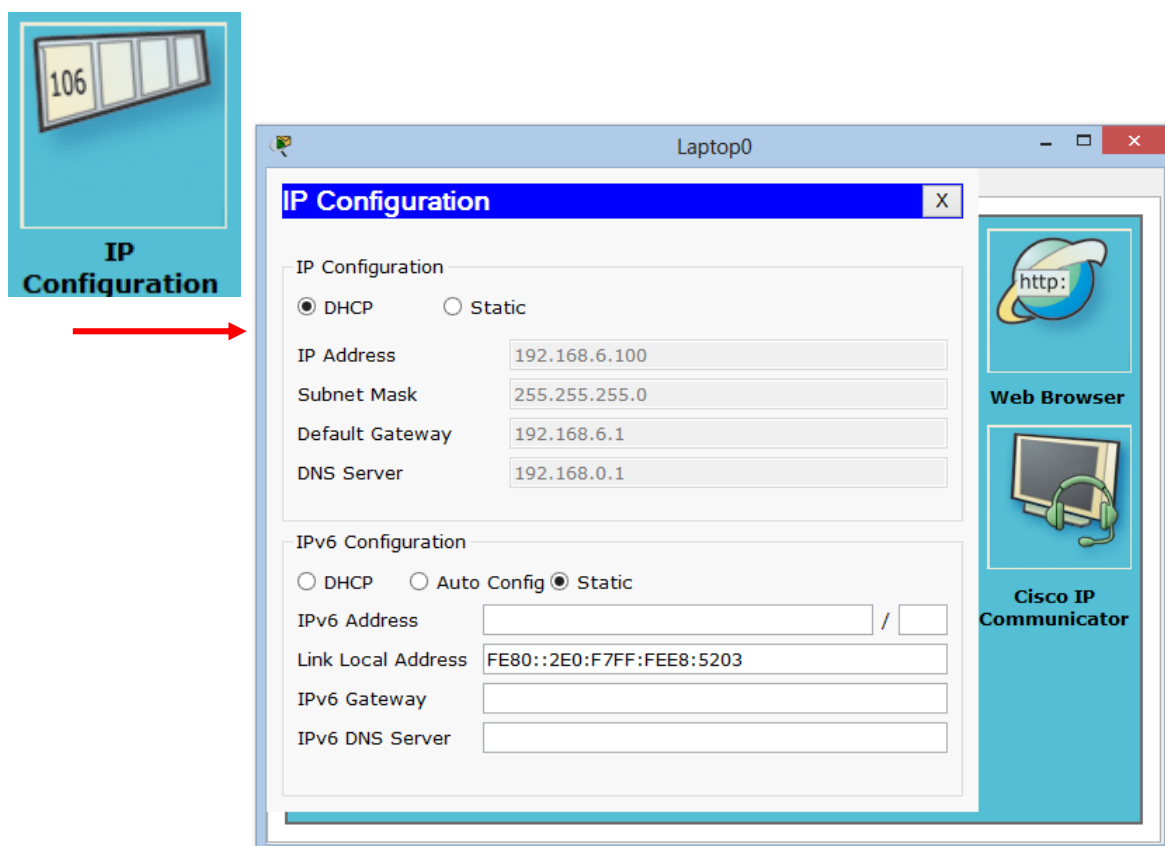 106
IP
Configuration
Laptop0
IP Configuration
X
IP Configuration
DHCP Static
IP Address 192.168.6.100
Subnet Mask 255.255.255.0
Default Gateway 192.168.6.1
DNS Server 192.168.0.1
IPv6 Configuration
DHCP Auto Config Static
IPv6 Address /
Link Local Address FE80::2E0:F7FF:FEE8:5203
IPv6 Gateway
IPv6 DNS Server
http:
Web Browser
Cisco IP
Communicator